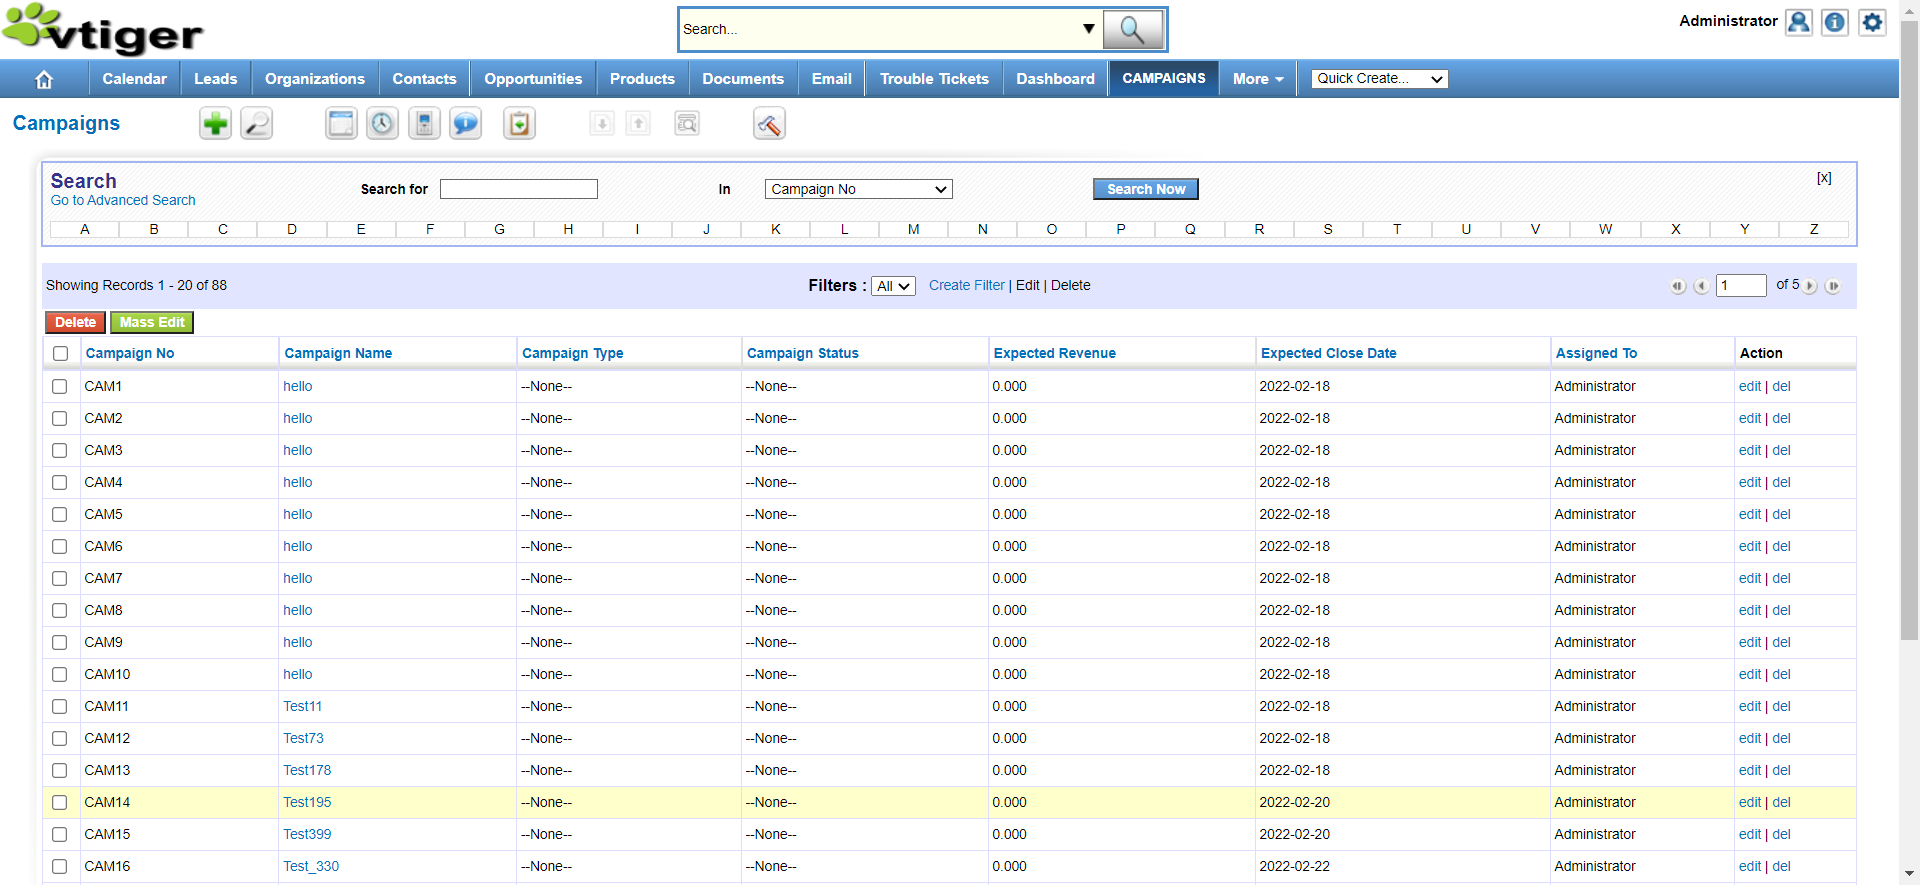 vtiger
Search...
Administrator
Calendar Leads Organizations Contacts Opportunities Products Documents Email Trouble Tickets Dashboard CAMPAIGNS More Quick Create...
Campaigns
Search
Go to Advanced Search
Search for In Campaign No Search Now [x]
A B C D E F G H I J K L M N O P Q R S T U V W X Y Z
Showing Records 1 - 20 of 88 Filters : All Create Filter | Edit | Delete 1 of 5
Delete Mass Edit
Campaign No Campaign Name Campaign Type Campaign Status Expected Revenue Expected Close Date Assigned To Action
CAM1 hello --None-- --None-- 0.000 2022-02-18 Administrator edit | del
CAM2 hello --None-- --None-- 0.000 2022-02-18 Administrator edit | del
CAM3 hello --None-- --None-- 0.000 2022-02-18 Administrator edit | del
CAM4 hello --None-- --None-- 0.000 2022-02-18 Administrator edit | del
CAM5 hello --None-- --None-- 0.000 2022-02-18 Administrator edit | del
CAM6 hello --None-- --None-- 0.000 2022-02-18 Administrator edit | del
CAM7 hello --None-- --None-- 0.000 2022-02-18 Administrator edit | del
CAM8 hello --None-- --None-- 0.000 2022-02-18 Administrator edit | del
CAM9 hello --None-- --None-- 0.000 2022-02-18 Administrator edit | del
CAM10 hello --None-- --None-- 0.000 2022-02-18 Administrator edit | del
CAM11 Test11 --None-- --None-- 0.000 2022-02-18 Administrator edit | del
CAM12 Test73 --None-- --None-- 0.000 2022-02-18 Administrator edit | del
CAM13 Test178 --None-- --None-- 0.000 2022-02-18 Administrator edit | del
CAM14 Test195 --None-- --None-- 0.000 2022-02-20 Administrator edit | del
CAM15 Test399 --None-- --None-- 0.000 2022-02-20 Administrator edit | del
CAM16 Test_330 --None-- --None-- 0.000 2022-02-22 Administrator edit | del